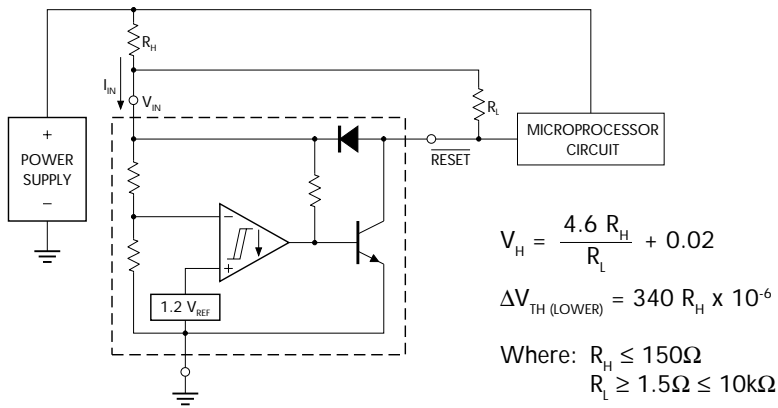 R_H
I_IN
V_IN
R_L
+
POWER
SUPPLY
−
MICROPROCESSOR
CIRCUIT
RESET
−
+
1.2 V_REF
V_H = 4.6 R_H / R_L + 0.02
ΔV_TH (LOWER) = 340 R_H x 10^-6
Where: R_H ≤ 150Ω
R_L ≥ 1.5Ω ≤ 10kΩ